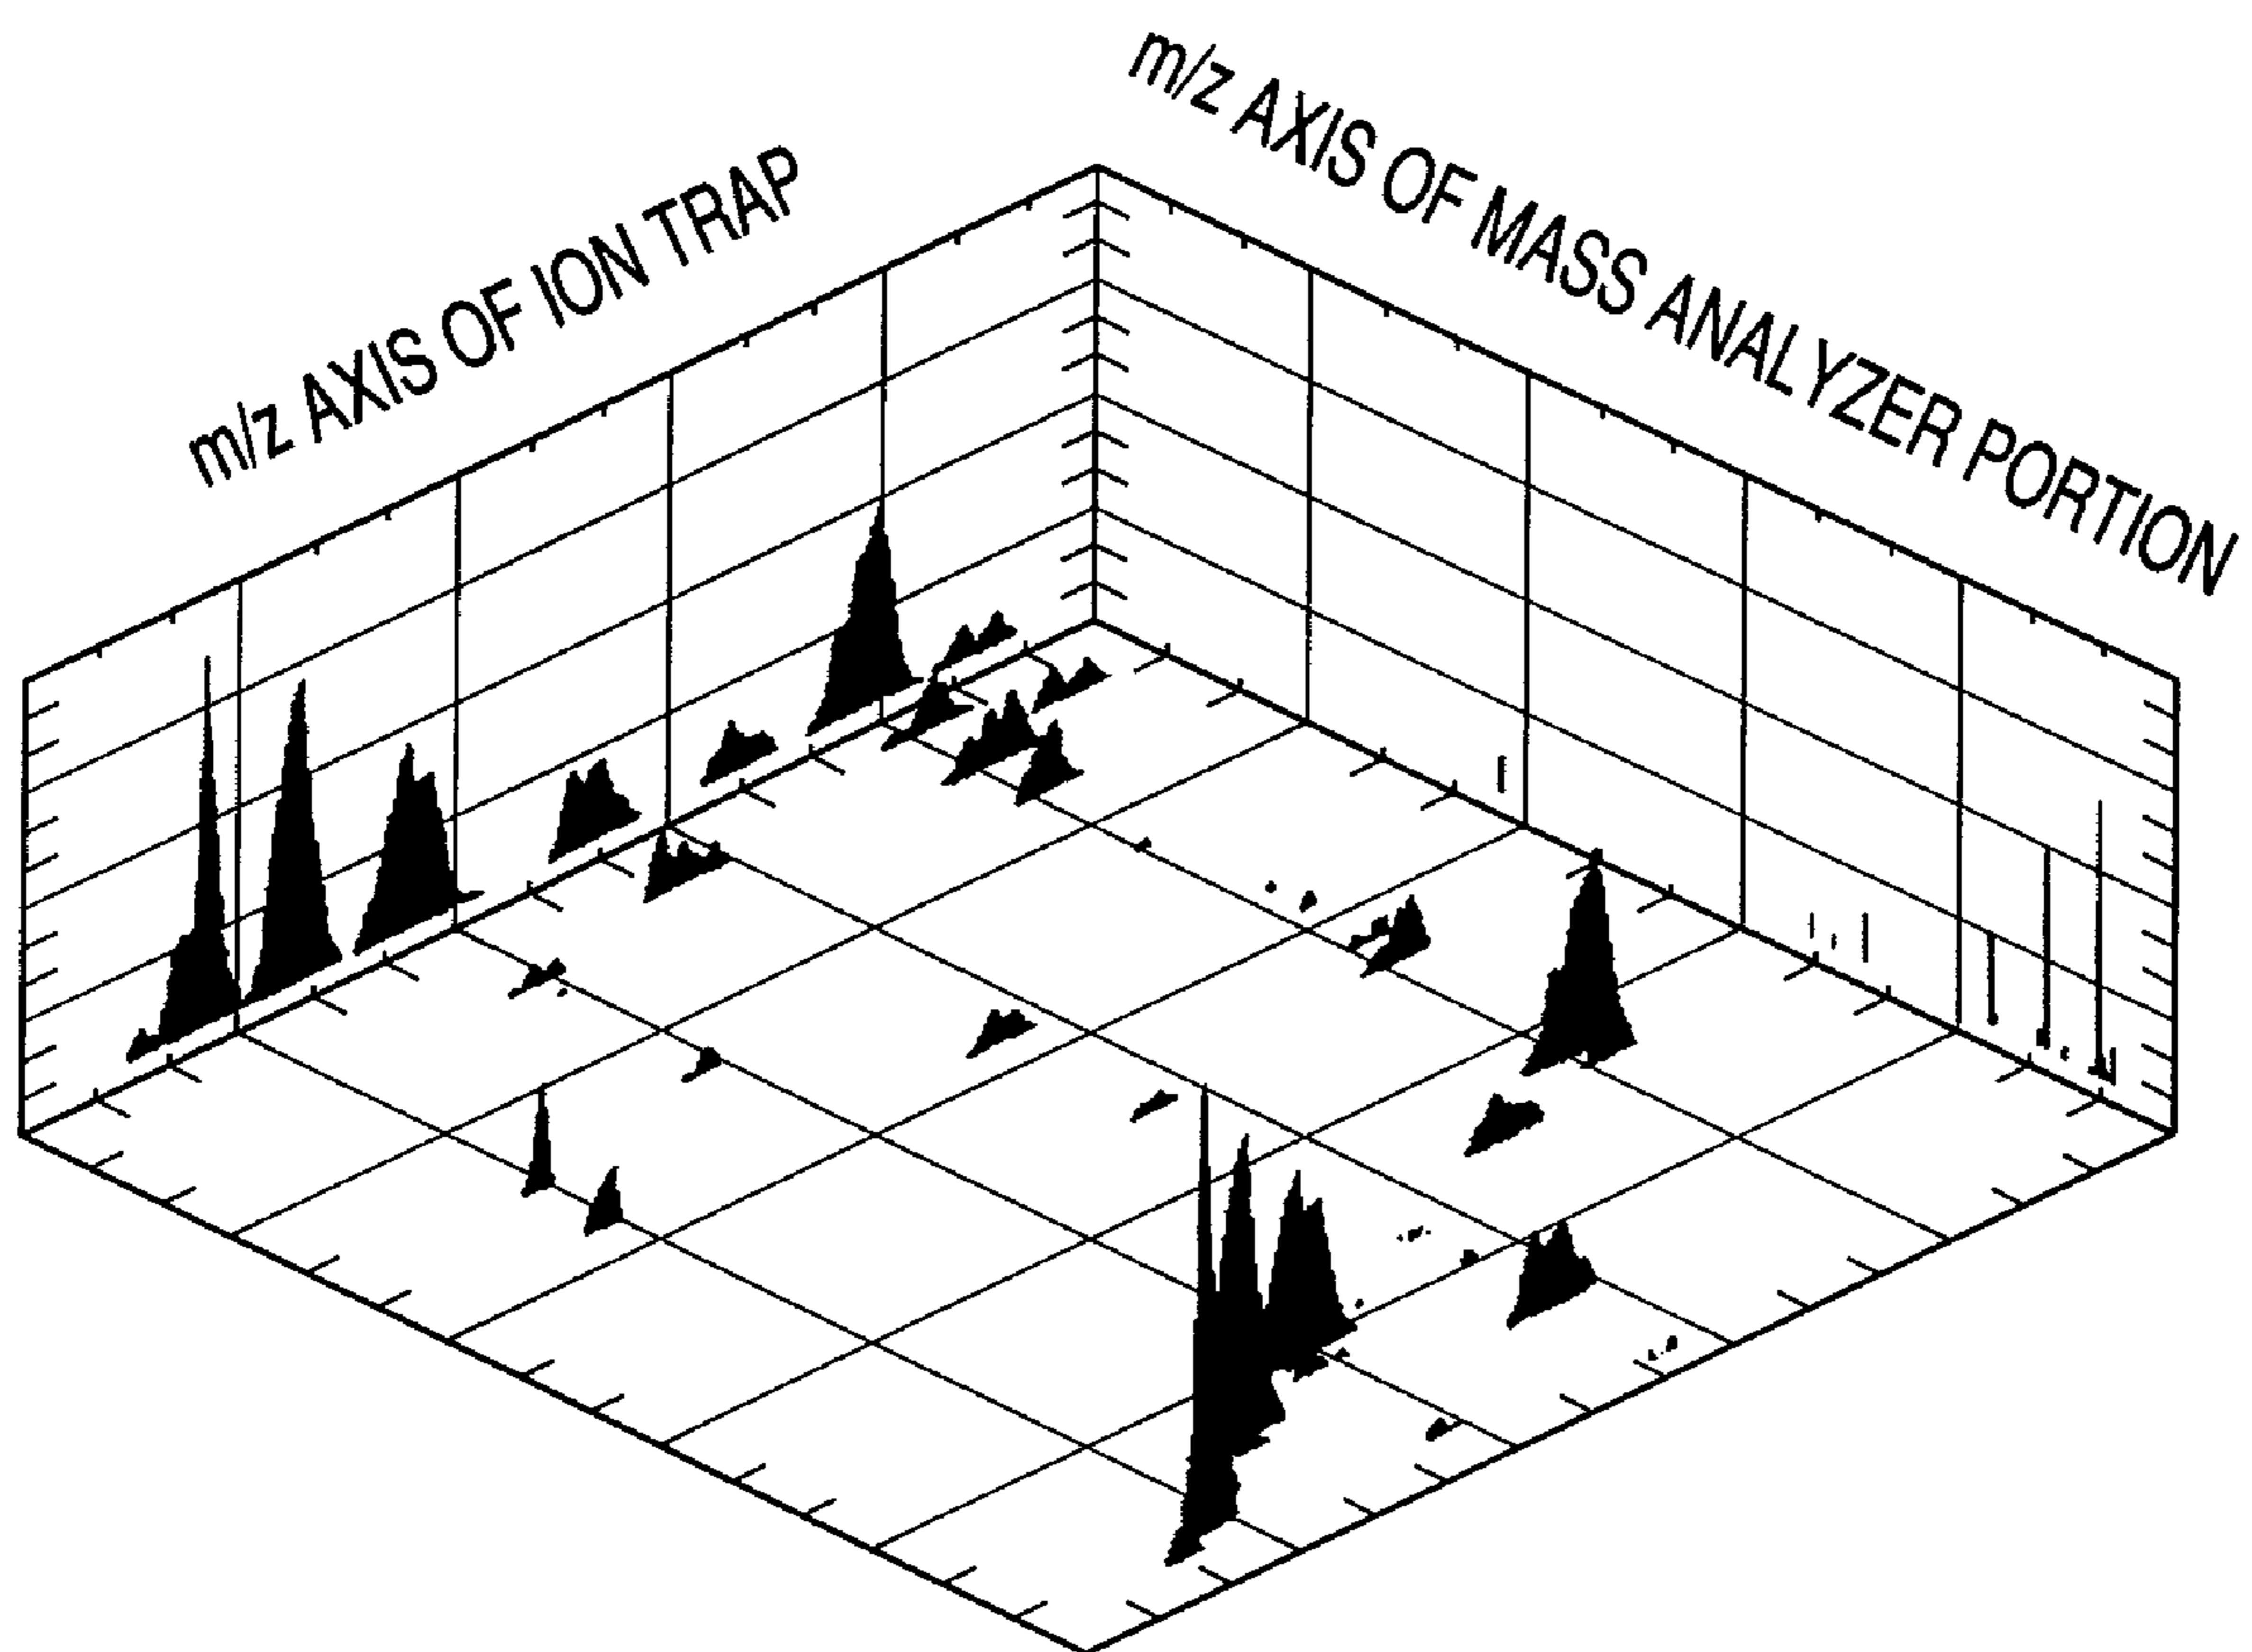 m/z AXIS OF ION TRAP
m/z AXIS OF MASS ANALYZER PORTION